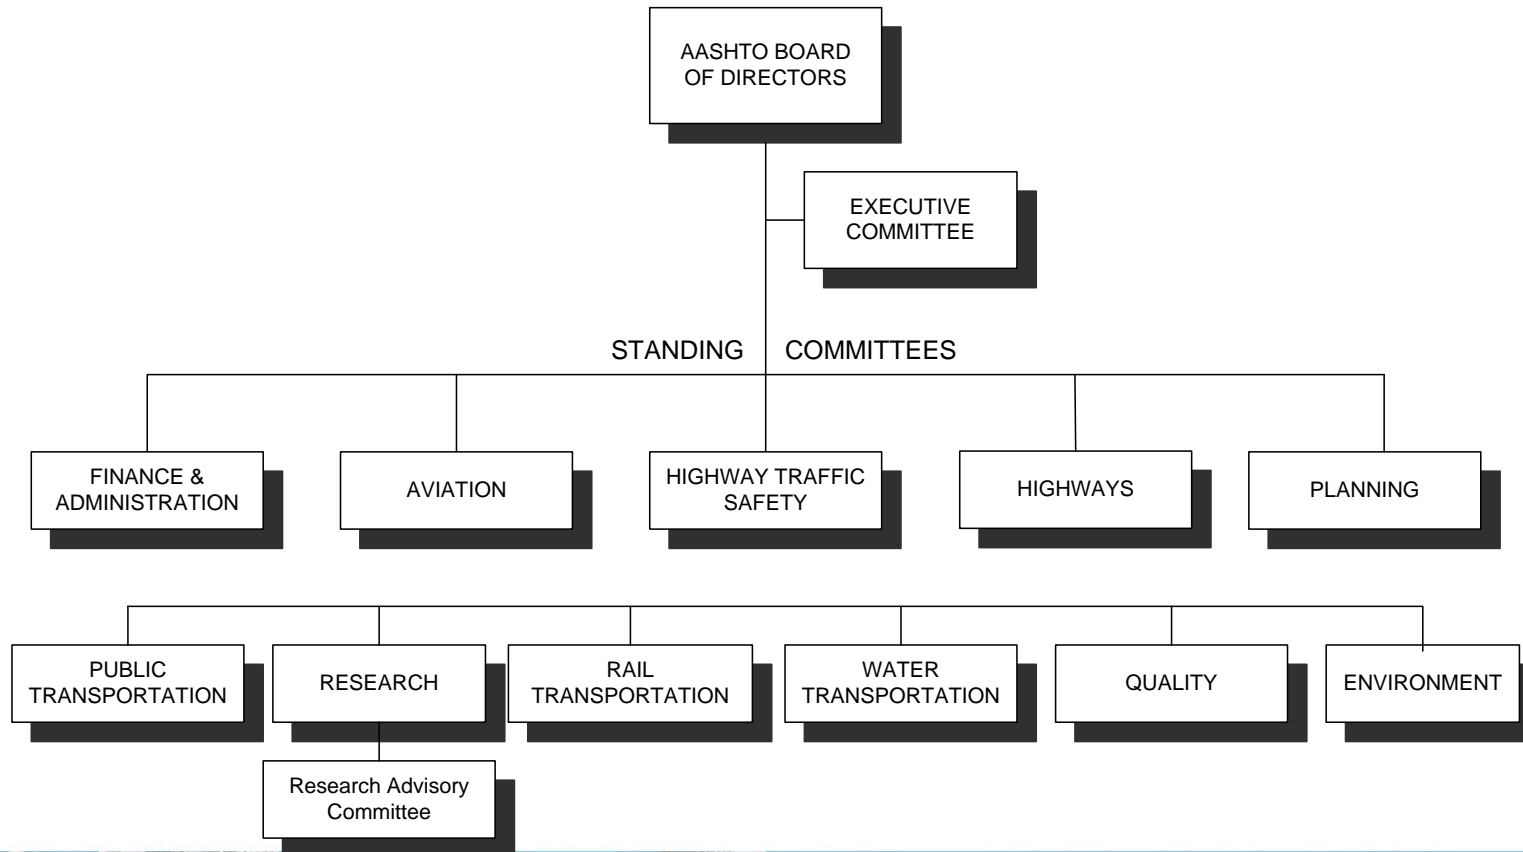 AASHTO BOARD
OF DIRECTORS
EXECUTIVE
COMMITTEE
STANDING COMMITTEES
FINANCE &
ADMINISTRATION
AVIATION
HIGHWAY TRAFFIC
SAFETY
HIGHWAYS
PLANNING
PUBLIC
TRANSPORTATION
RESEARCH
RAIL
TRANSPORTATION
WATER
TRANSPORTATION
QUALITY
ENVIRONMENT
Research Advisory
Committee